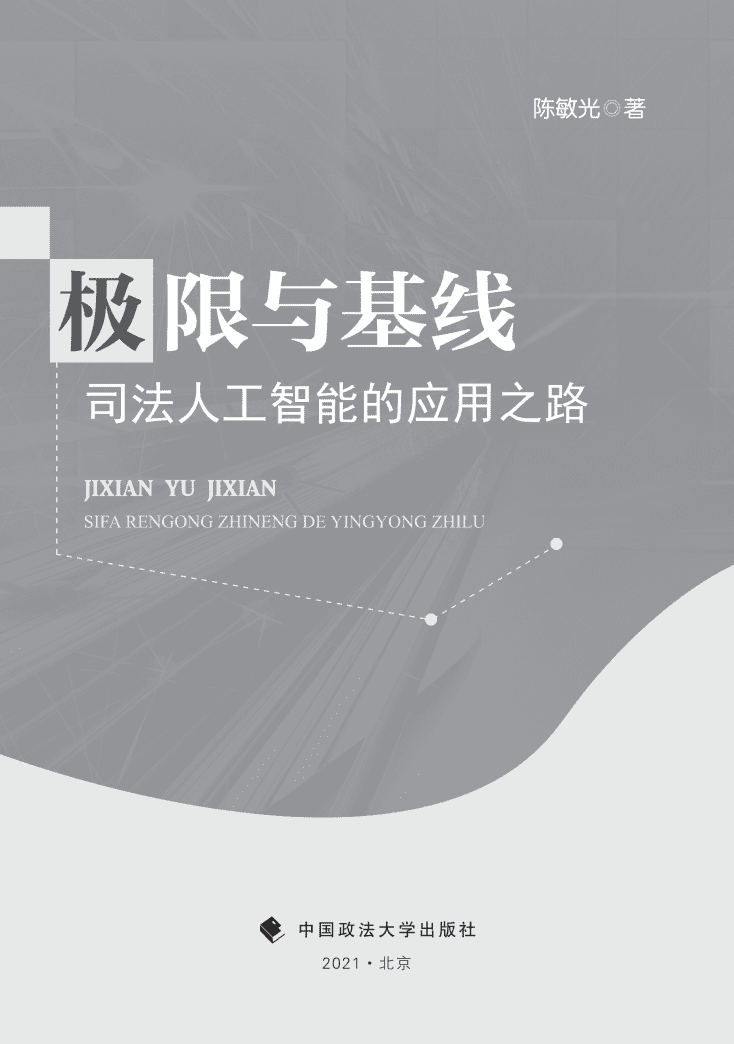 陈敏光◎著
极限与基线
司法人工智能的应用之路
JIXIAN YU JIXIAN
SIFA RENGONG ZHINENG DE YINGYONG ZHILU
中国政法大学出版社
2021·北京